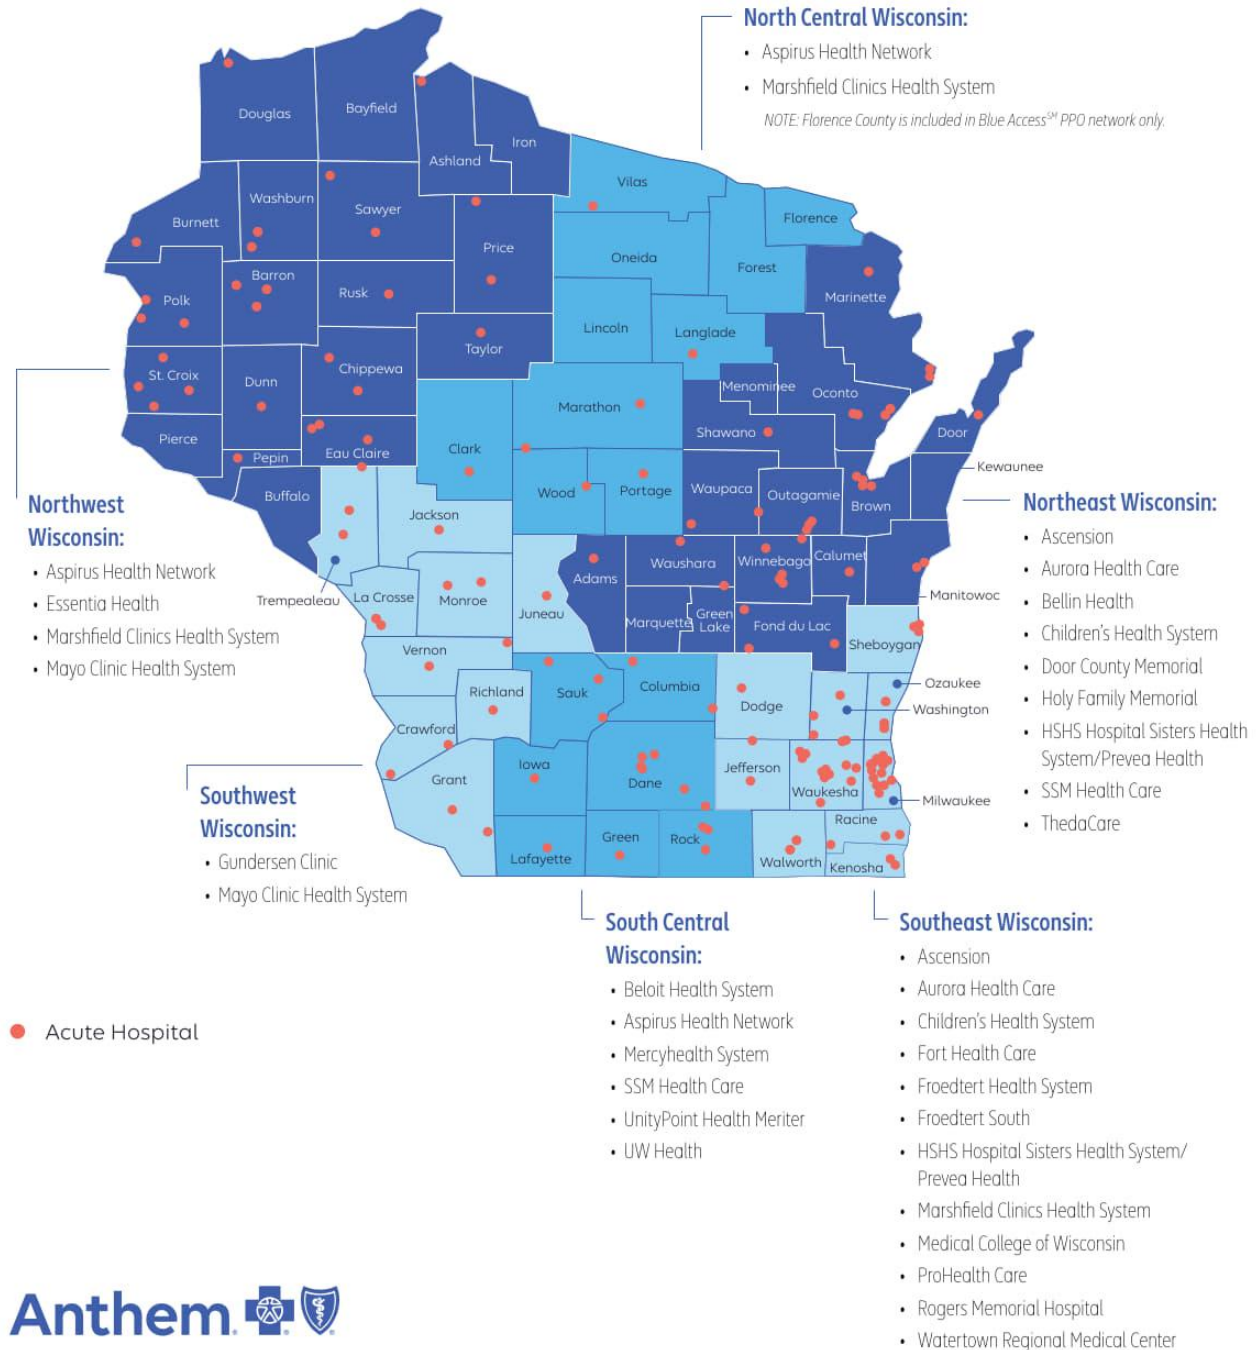 North Central Wisconsin:
• Aspirus Health Network
• Marshfield Clinics Health System
NOTE: Florence County is included in Blue Access℠ PPO network only.
Douglas
Bayfield
Ashland
Iron
Vilas
Florence
Burnett
Washburn
Sawyer
Price
Oneida
Forest
Marinette
Polk
Barron
Rusk
Lincoln
Langlade
Taylor
St. Croix
Dunn
Chippewa
Menominee
Oconto
Marathon
Shawano
Door
Pierce
Pepin
Eau Claire
Clark
Kewaunee
Buffalo
Wood
Portage
Waupaca
Outagamie
Brown
Jackson
Trempealeau
La Crosse
Monroe
Juneau
Adams
Waushara
Winnebago
Calumet
Manitowoc
Marquette
Green
Lake
Fond du Lac
Sheboygan
Vernon
Richland
Sauk
Columbia
Dodge
Ozaukee
Washington
Crawford
Grant
Iowa
Dane
Jefferson
Waukesha
Milwaukee
Lafayette
Green
Rock
Walworth
Racine
Kenosha
Northwest
Wisconsin:
• Aspirus Health Network
• Essentia Health
• Marshfield Clinics Health System
• Mayo Clinic Health System
Northeast Wisconsin:
• Ascension
• Aurora Health Care
• Bellin Health
• Children's Health System
• Door County Memorial
• Holy Family Memorial
• HSHS Hospital Sisters Health
System/Prevea Health
• SSM Health Care
• ThedaCare
Southwest
Wisconsin:
• Gundersen Clinic
• Mayo Clinic Health System
South Central
Wisconsin:
• Beloit Health System
• Aspirus Health Network
• Mercyhealth System
• SSM Health Care
• UnityPoint Health Meriter
• UW Health
Southeast Wisconsin:
• Ascension
• Aurora Health Care
• Children's Health System
• Fort Health Care
• Froedtert Health System
• Froedtert South
• HSHS Hospital Sisters Health System/
Prevea Health
• Marshfield Clinics Health System
• Medical College of Wisconsin
• ProHealth Care
• Rogers Memorial Hospital
• Watertown Regional Medical Center
Acute Hospital
Anthem